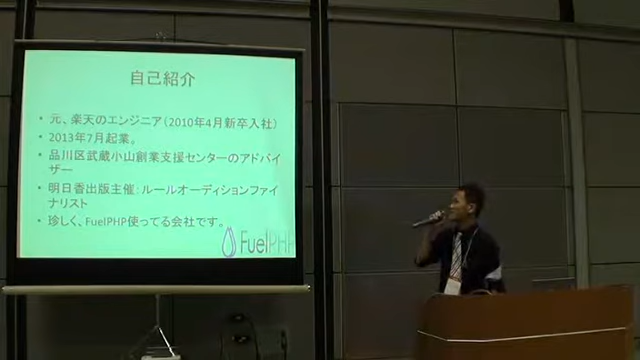 自己紹介
• 元、楽天のエンジニア（2010年4月新卒入社）
• 2013年7月起業。
• 品川区武蔵小山創業支援センターのアドバイ
ザー
• 明日香出版主催：ルールオーディションファイ
ナリスト
• 珍しく、FuelPHP使ってる会社です。
FuelPHP